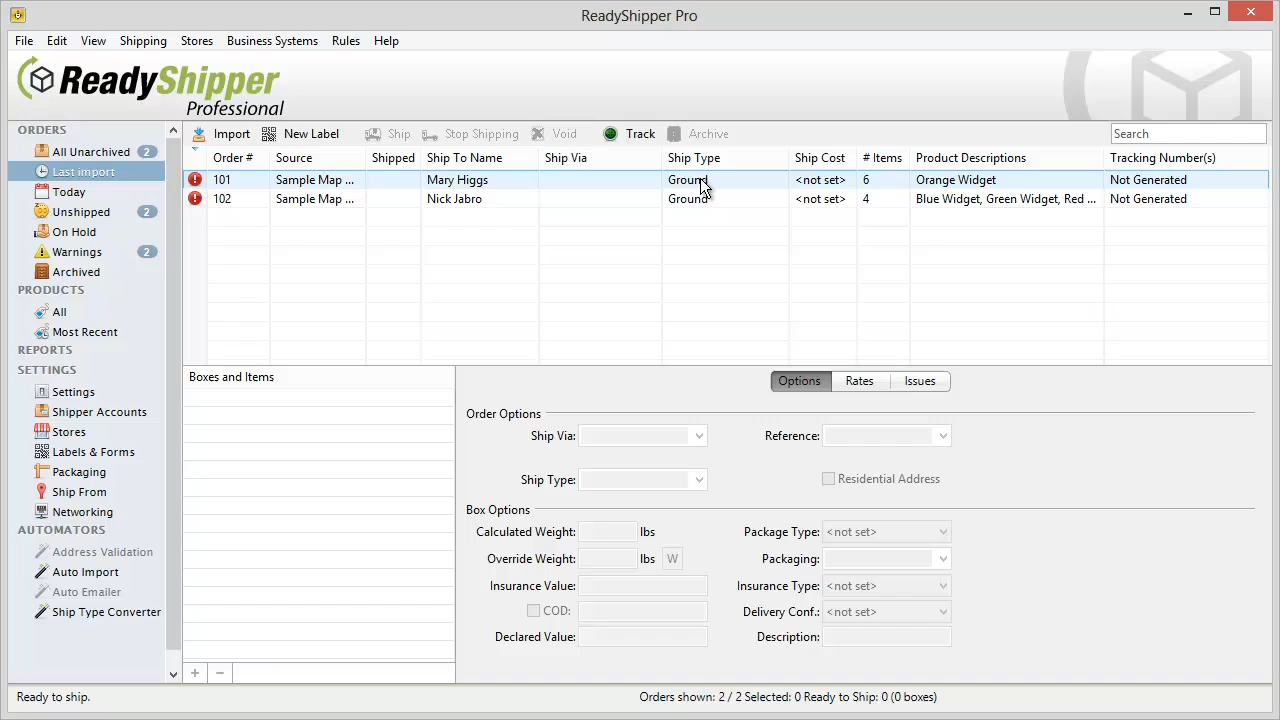 ReadyShipper Pro
File Edit View Shipping Stores Business Systems Rules Help
ReadyShipper
Professional
ORDERS
All Unarchived 2
Last import
Today
Unshipped 2
On Hold
Warnings 2
Archived
PRODUCTS
All
Most Recent
REPORTS
SETTINGS
Settings
Shipper Accounts
Stores
Labels & Forms
Packaging
Ship From
Networking
AUTOMATORS
Address Validation
Auto Import
Auto Emailer
Ship Type Converter
Import New Label Ship Stop Shipping Void Track Archive Search
Order # Source Shipped Ship To Name Ship Via Ship Type Ship Cost # Items Product Descriptions Tracking Number(s)
101 Sample Map ... Mary Higgs Ground <not set> 6 Orange Widget Not Generated
102 Sample Map ... Nick Jabro Ground <not set> 4 Blue Widget, Green Widget, Red ... Not Generated
Boxes and Items
+ −
Options Rates Issues
Order Options
Ship Via: Reference:
Ship Type: Residential Address
Box Options
Calculated Weight: lbs Package Type: <not set>
Override Weight: lbs W Packaging:
Insurance Value: Insurance Type: <not set>
COD: Delivery Conf.: <not set>
Declared Value: Description:
Ready to ship. Orders shown: 2 / 2 Selected: 0 Ready to Ship: 0 (0 boxes)